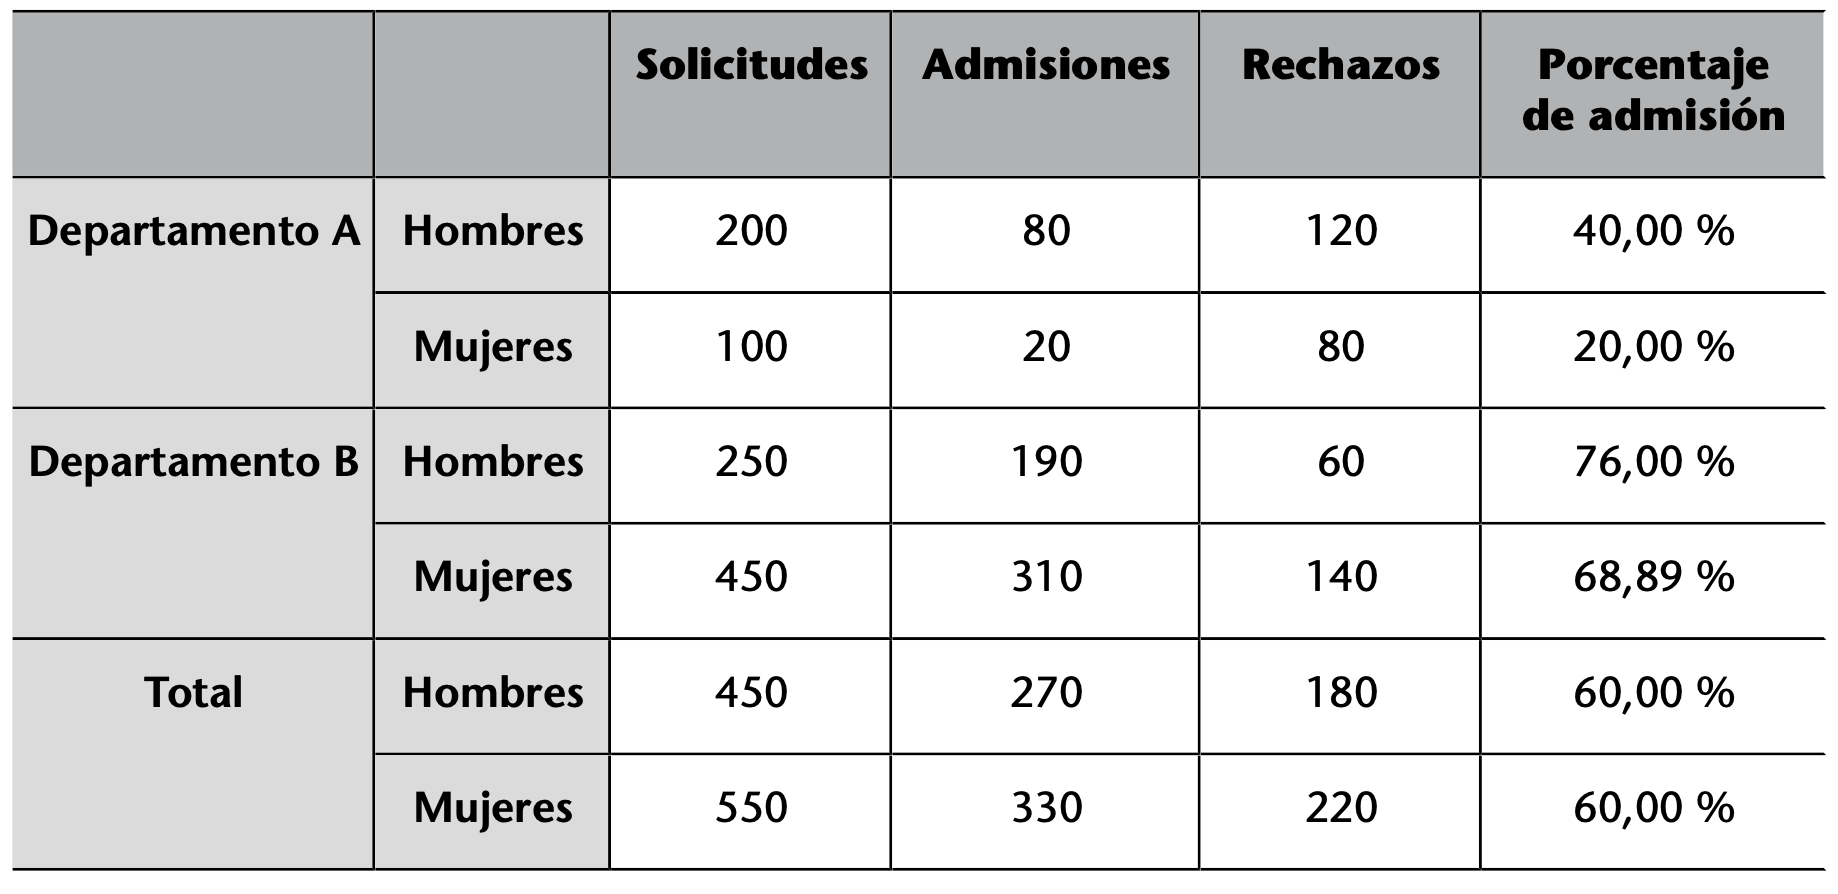 Solicitudes Admisiones Rechazos Porcentaje
de admisión
Departamento A Hombres 200 80 120 40,00 %
Mujeres 100 20 80 20,00 %
Departamento B Hombres 250 190 60 76,00 %
Mujeres 450 310 140 68,89 %
Total Hombres 450 270 180 60,00 %
Mujeres 550 330 220 60,00 %